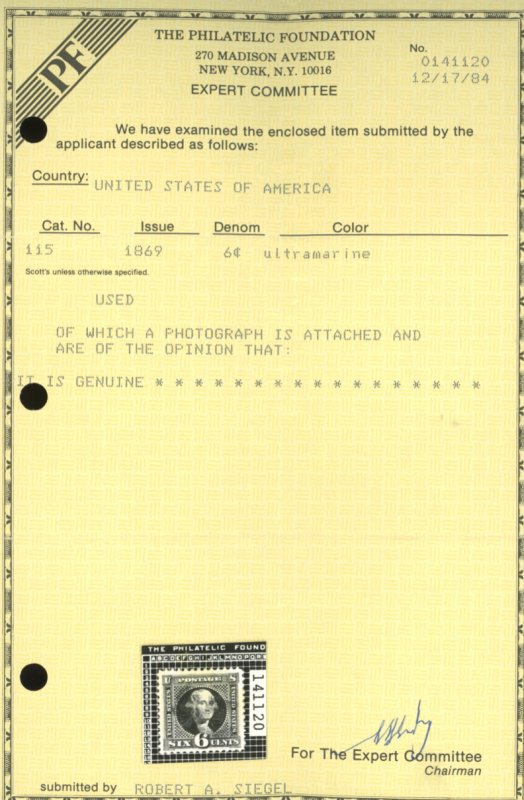 PF
THE PHILATELIC FOUNDATION
270 MADISON AVENUE
NEW YORK, N.Y. 10016
EXPERT COMMITTEE
No.
0141120
12/17/84
We have examined the enclosed item submitted by the
applicant described as follows:
Country: UNITED STATES OF AMERICA
Cat. No. Issue Denom Color
115 1869 6¢ ultramarine
Scott's unless otherwise specified.
USED
OF WHICH A PHOTOGRAPH IS ATTACHED AND
ARE OF THE OPINION THAT:
IT IS GENUINE * * * * * * * * * * * * * * * * * *
THE PHILATELIC FOUND
ABCDEFGHIJKLMNOPQR
141120
U S
POSTAGE
UNITED STATES
SIX 6 CENTS
For The Expert Committee
Chairman
submitted by ROBERT A. SIEGEL